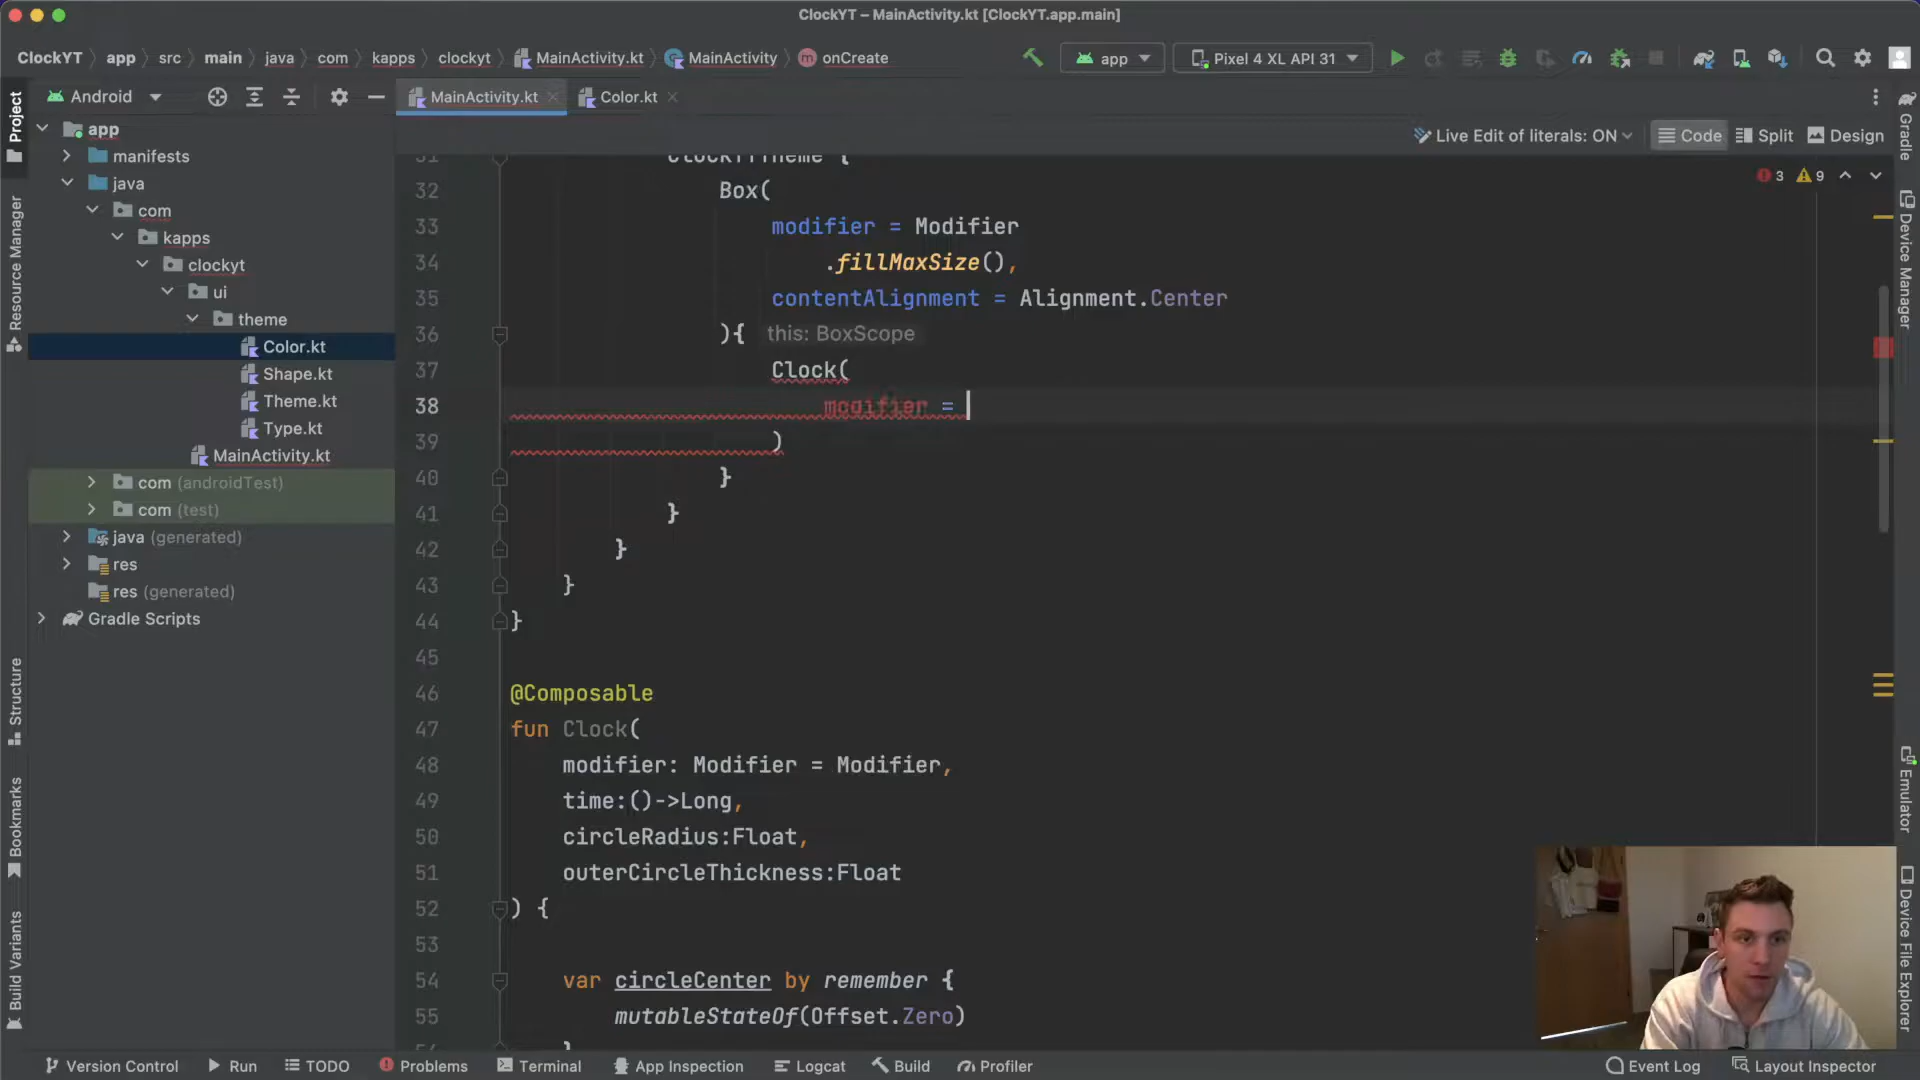 ClockYT – MainActivity.kt [ClockYT.app.main]
ClockYT app src main java com kapps clockyt MainActivity.kt MainActivity onCreate
app
Pixel 4 XL API 31
Android
MainActivity.kt
Color.kt
Live Edit of literals: ON
Code
Split
Design
Project
Resource Manager
Structure
Bookmarks
Build Variants
app
manifests
java
com
kapps
clockyt
ui
theme
Color.kt
Shape.kt
Theme.kt
Type.kt
MainActivity.kt
com (androidTest)
com (test)
java (generated)
res
res (generated)
Gradle Scripts
3 9
31 ClockYTTheme {
32 Box(
33 modifier = Modifier
34 .fillMaxSize(),
35 contentAlignment = Alignment.Center
36 ){ this: BoxScope
37 Clock(
38 modifier =
39 )
40 }
41 }
42 }
43 }
44 }
45
46 @Composable
47 fun Clock(
48 modifier: Modifier = Modifier,
49 time:()->Long,
50 circleRadius:Float,
51 outerCircleThickness:Float
52 ) {
53
54 var circleCenter by remember {
55 mutableStateOf(Offset.Zero)
Gradle
Device Manager
Emulator
Device File Explorer
Version Control
Run
TODO
Problems
Terminal
App Inspection
Logcat
Build
Profiler
Event Log
Layout Inspector